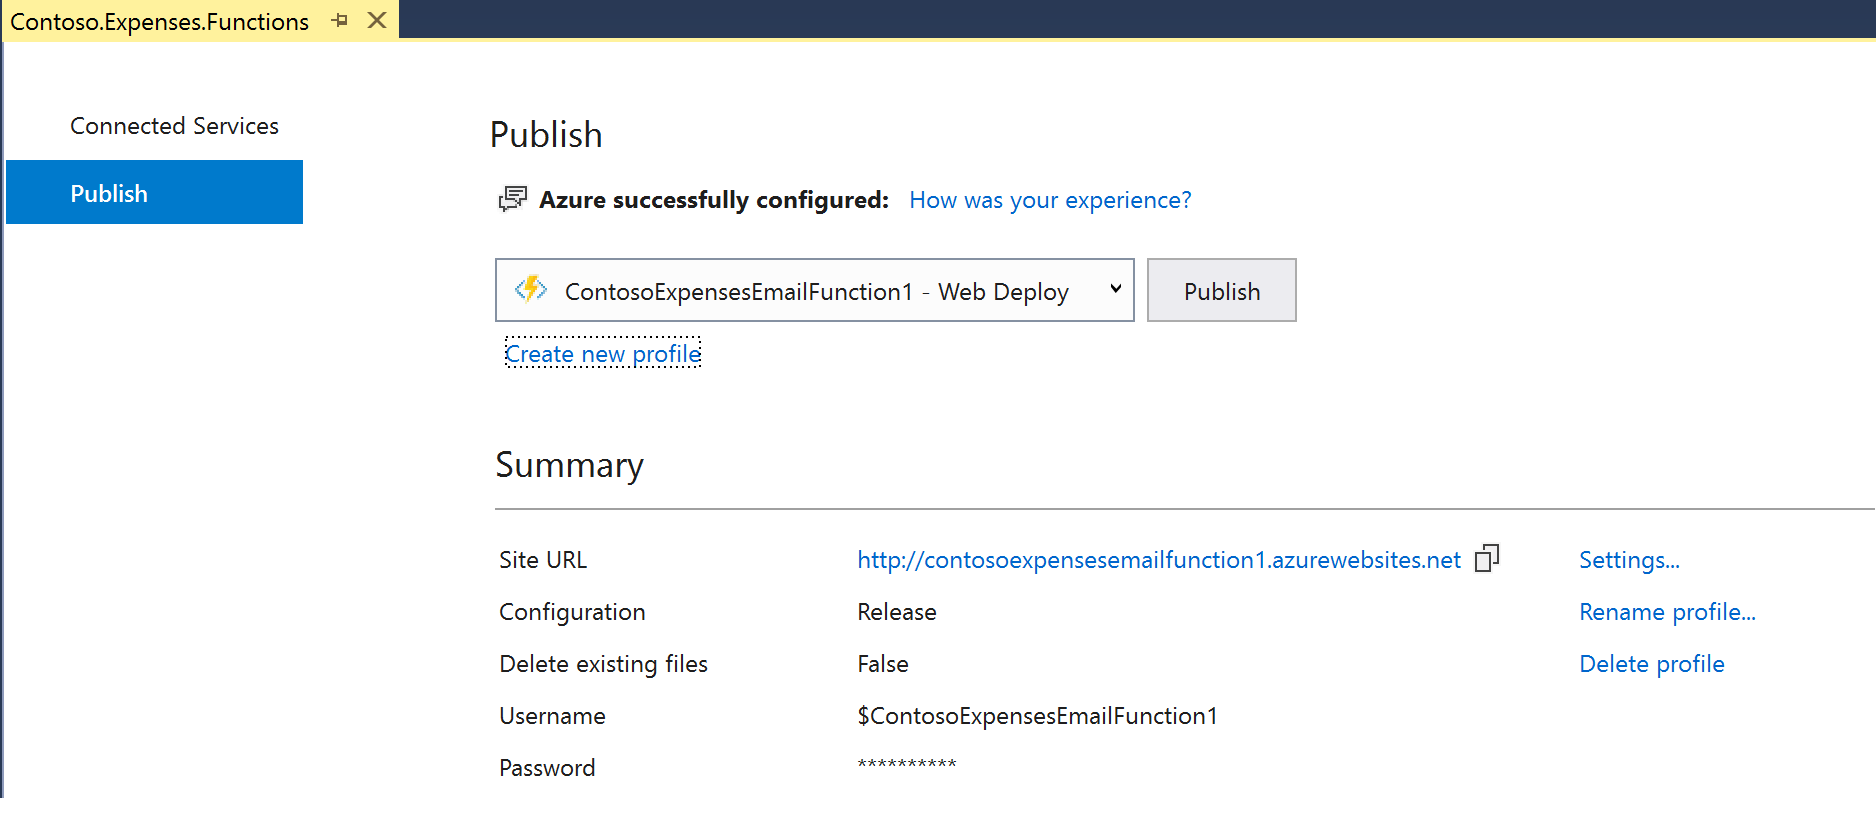 Contoso.Expenses.Functions
Connected Services
Publish
Publish
Azure successfully configured: How was your experience?
ContosoExpensesEmailFunction1 - Web Deploy
Publish
Create new profile
Summary
Site URL http://contosoexpensesemailfunction1.azurewebsites.net Settings...
Configuration Release Rename profile...
Delete existing files False Delete profile
Username $ContosoExpensesEmailFunction1
Password **********